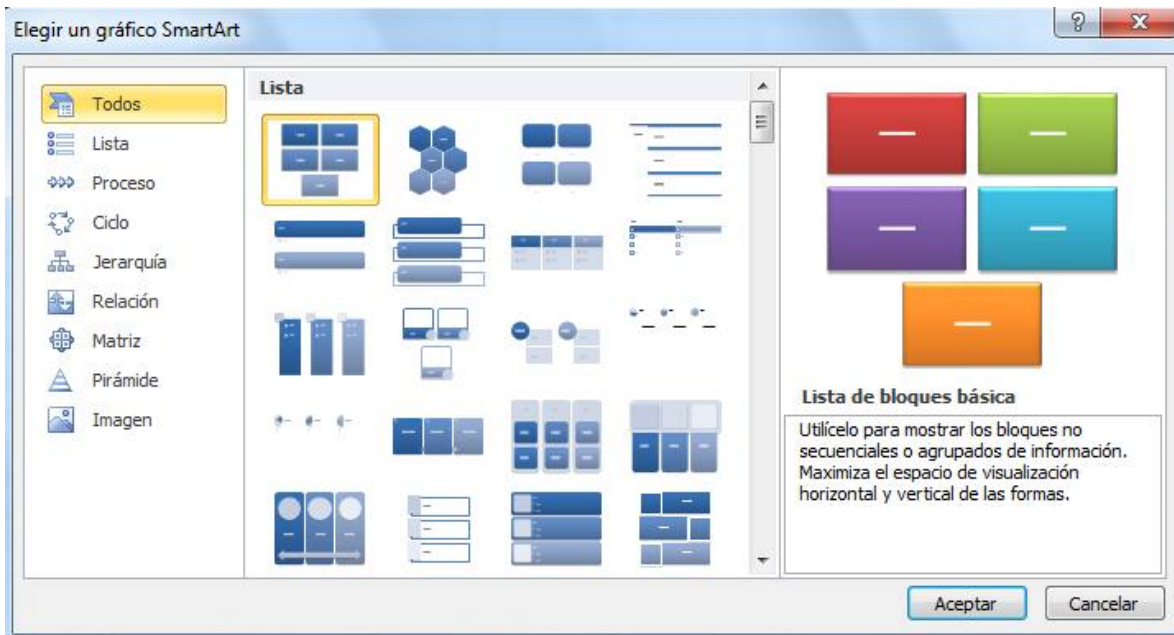 Elegir un gráfico SmartArt
Todos
Lista
Proceso
Ciclo
Jerarquía
Relación
Matriz
Pirámide
Imagen
Lista
Lista de bloques básica
Utilícelo para mostrar los bloques no
secuenciales o agrupados de información.
Maximiza el espacio de visualización
horizontal y vertical de las formas.
Aceptar
Cancelar